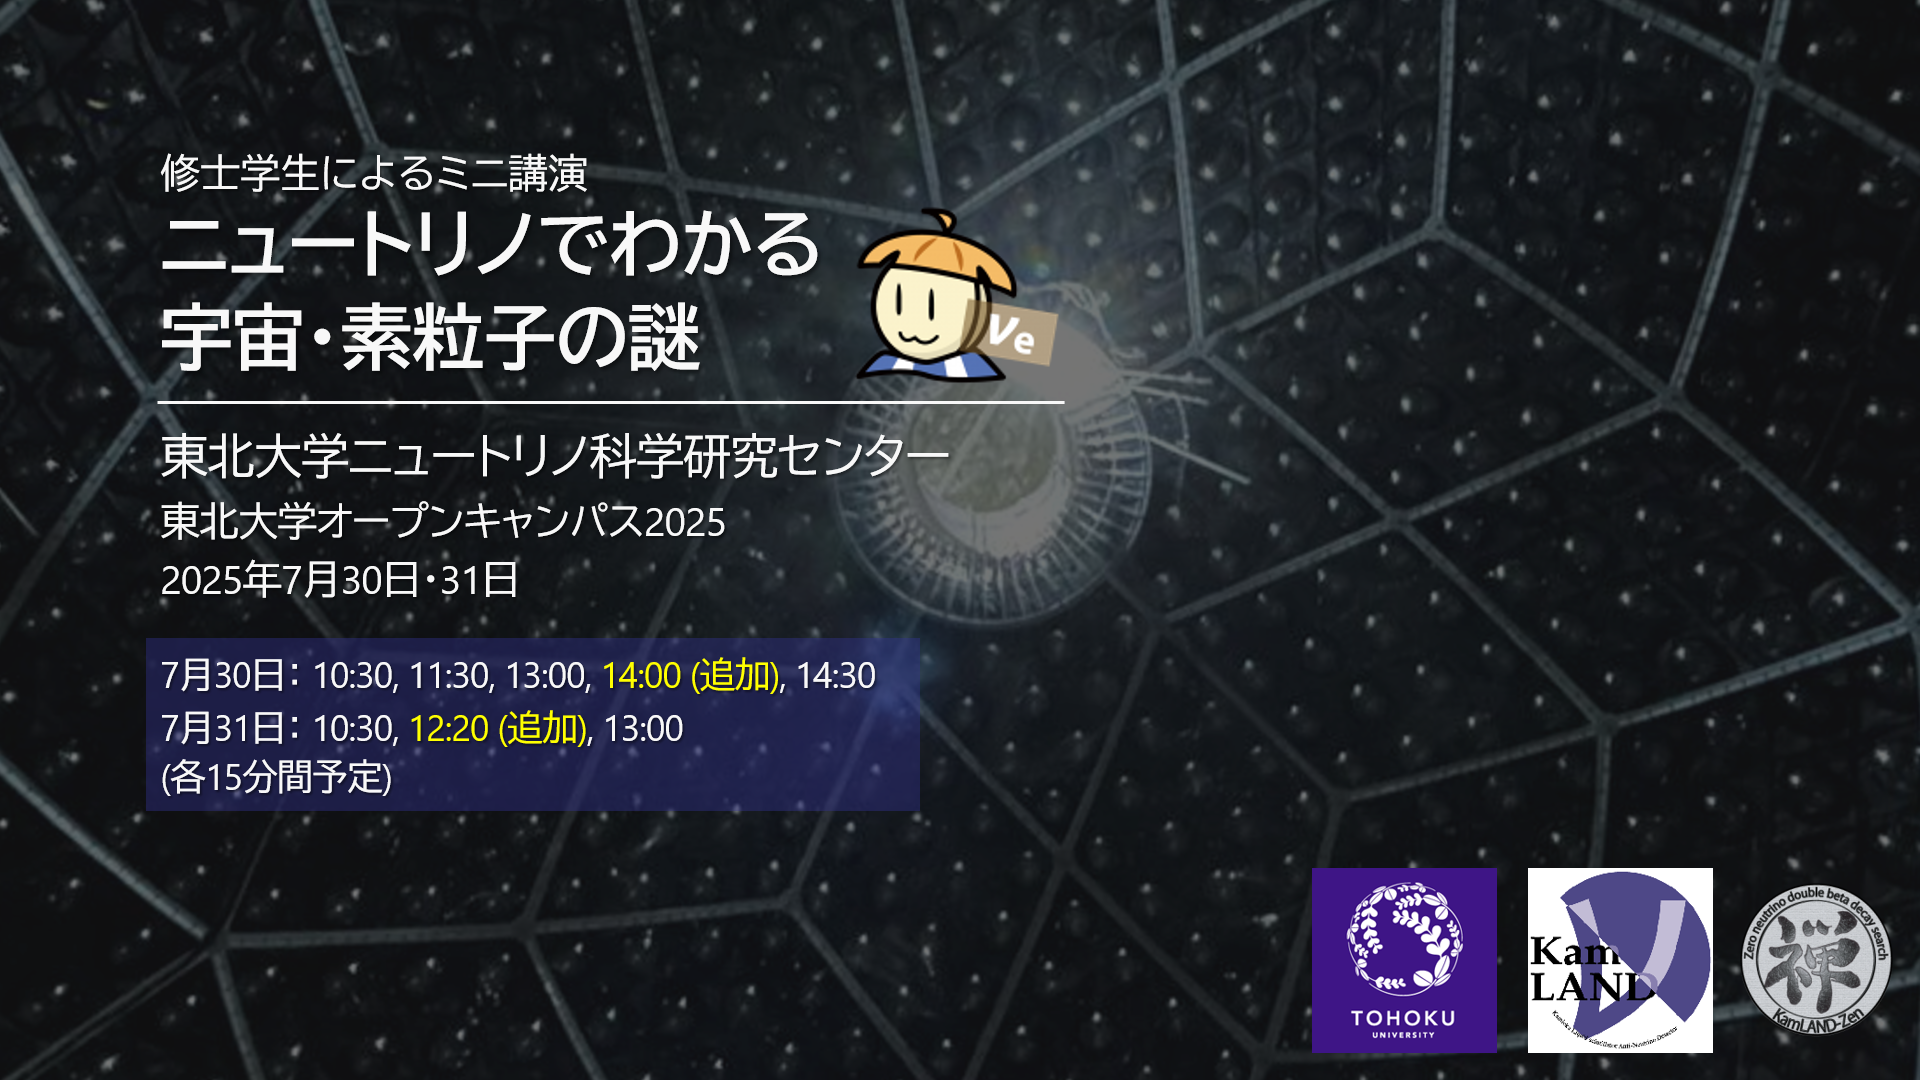 修士学生によるミニ講演
ニュートリノでわかる
宇宙・素粒子の謎
νe
東北大学ニュートリノ科学研究センター
東北大学オープンキャンパス2025
2025年7月30日・31日
7月30日： 10:30, 11:30, 13:00, 14:00 (追加), 14:30
7月31日： 10:30, 12:20 (追加), 13:00
(各15分間予定)
TOHOKU
UNIVERSITY
Kam
LAND
Kamioka Liquid scintillator Anti-Neutrino Detector
Zero neutrino double beta decay search
禅
KamLAND-Zen